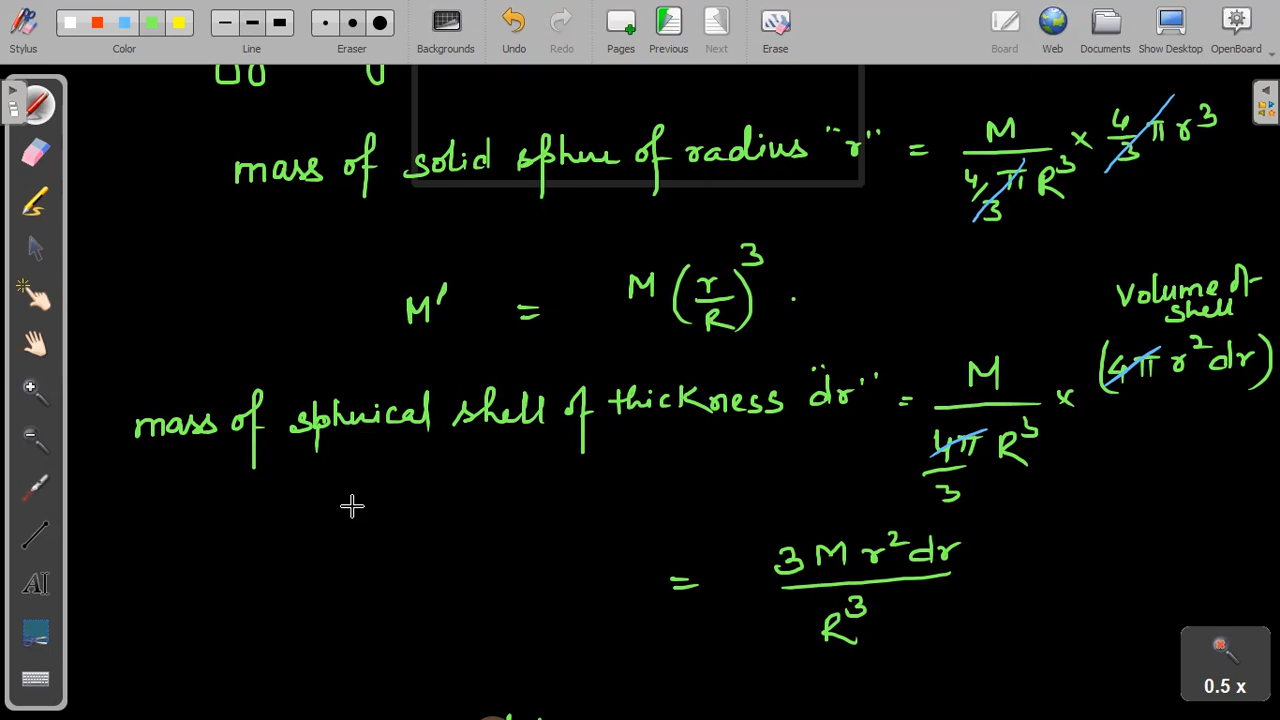 Stylus Color Line Eraser Backgrounds Undo Redo Pages Previous Next Erase Board Web Documents Show Desktop OpenBoard
mass of solid sphere of radius "r" = M / (4/3 π R³) × 4/3 π r³
M' = M (r/R)³ .
volume of shell
mass of spherical shell of thickness "dr" = M / (4π/3 R³) × (4π r² dr)
= 3 M r² dr / R³
0.5 x